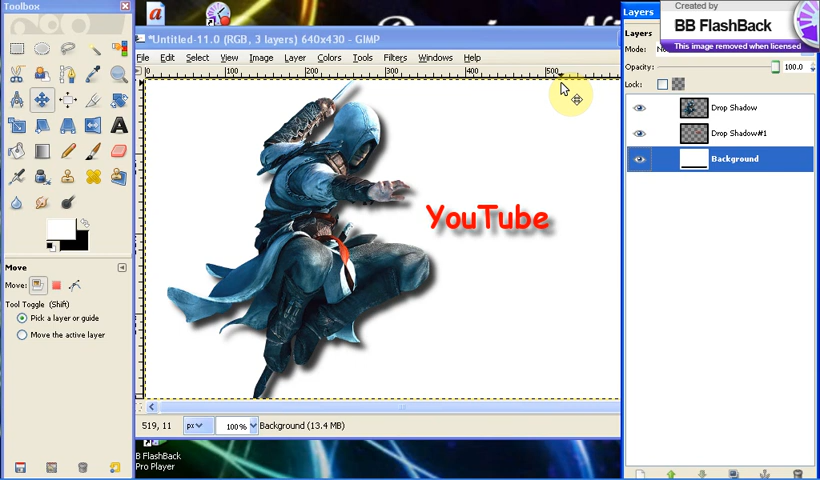 Toolbox
*Untitled-11.0 (RGB, 3 layers) 640x430 - GIMP
File Edit Select View Image Layer Colors Tools Filters Windows Help
0 100 200 300 400 500
YouTube
Move
Move:
Tool Toggle (Shift)
Pick a layer or guide
Move the active layer
519, 11 px 100% Background (13.4 MB)
B FlashBack
Pro Player
Layers
Created by
BB FlashBack
This image removed when licensed
Layers
Mode:
Opacity: 100.0
Lock:
Drop Shadow
Drop Shadow#1
Background